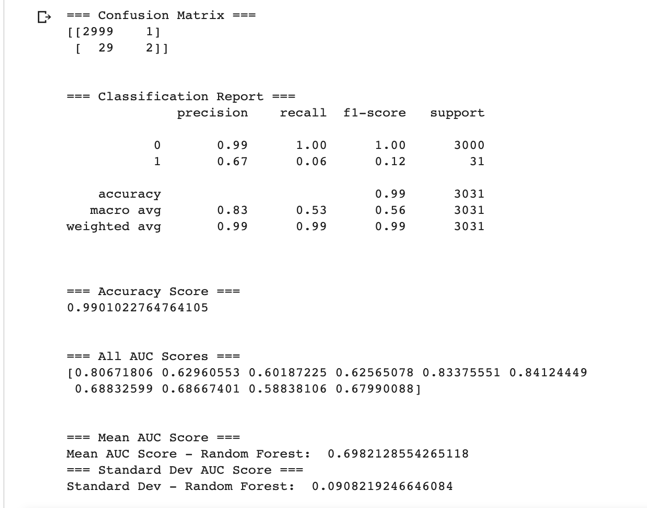 === Confusion Matrix ===
[[2999    1]
 [  29    2]]
=== Classification Report ===
              precision    recall  f1-score   support
           0       0.99      1.00      1.00      3000
           1       0.67      0.06      0.12        31
    accuracy                           0.99      3031
   macro avg       0.83      0.53      0.56      3031
weighted avg       0.99      0.99      0.99      3031
=== Accuracy Score ===
0.9901022764764105
=== All AUC Scores ===
[0.80671806 0.62960553 0.60187225 0.62565078 0.83375551 0.84124449
 0.68832599 0.68667401 0.58838106 0.67990088]
=== Mean AUC Score ===
Mean AUC Score - Random Forest:  0.6982128554265118
=== Standard Dev AUC Score ===
Standard Dev - Random Forest:  0.0908219246646084